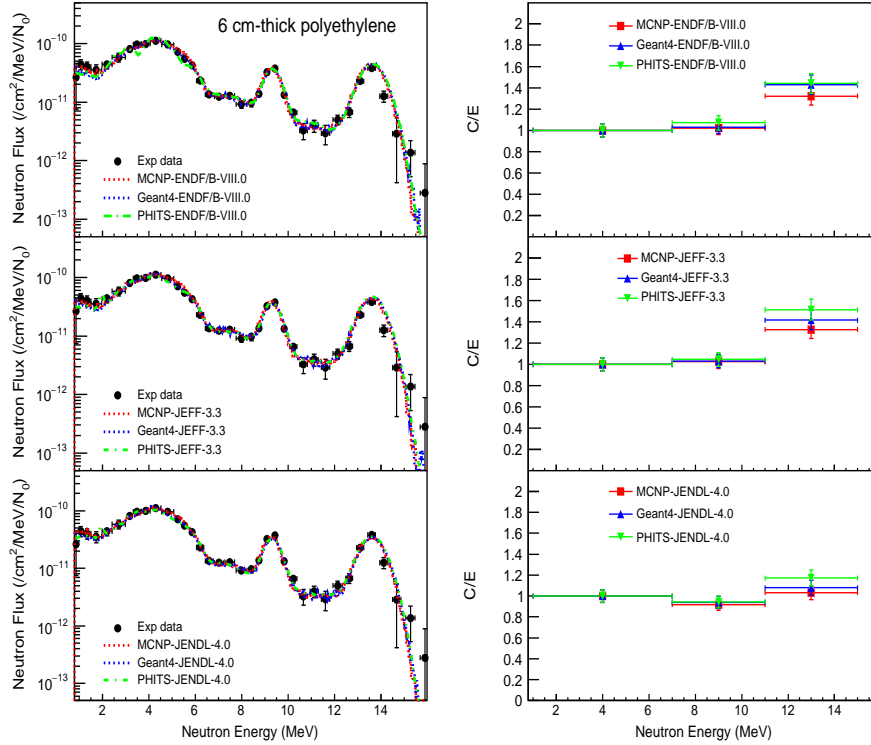 6 cm-thick polyethylene
Neutron Flux (/cm²/MeV/N₀)
10⁻¹⁰
10⁻¹¹
10⁻¹²
10⁻¹³
Exp data
MCNP-ENDF/B-VIII.0
Geant4-ENDF/B-VIII.0
PHITS-ENDF/B-VIII.0
C/E
2
1.8
1.6
1.4
1.2
1
0.8
0.6
0.4
0.2
MCNP-ENDF/B-VIII.0
Geant4-ENDF/B-VIII.0
PHITS-ENDF/B-VIII.0
Neutron Flux (/cm²/MeV/N₀)
10⁻¹⁰
10⁻¹¹
10⁻¹²
10⁻¹³
Exp data
MCNP-JEFF-3.3
Geant4-JEFF-3.3
PHITS-JEFF-3.3
C/E
2
1.8
1.6
1.4
1.2
1
0.8
0.6
0.4
0.2
MCNP-JEFF-3.3
Geant4-JEFF-3.3
PHITS-JEFF-3.3
Neutron Flux (/cm²/MeV/N₀)
10⁻¹⁰
10⁻¹¹
10⁻¹²
10⁻¹³
Exp data
MCNP-JENDL-4.0
Geant4-JENDL-4.0
PHITS-JENDL-4.0
2 4 6 8 10 12 14
Neutron Energy (MeV)
C/E
2
1.8
1.6
1.4
1.2
1
0.8
0.6
0.4
0.2
0
MCNP-JENDL-4.0
Geant4-JENDL-4.0
PHITS-JENDL-4.0
2 4 6 8 10 12 14
Neutron Energy (MeV)